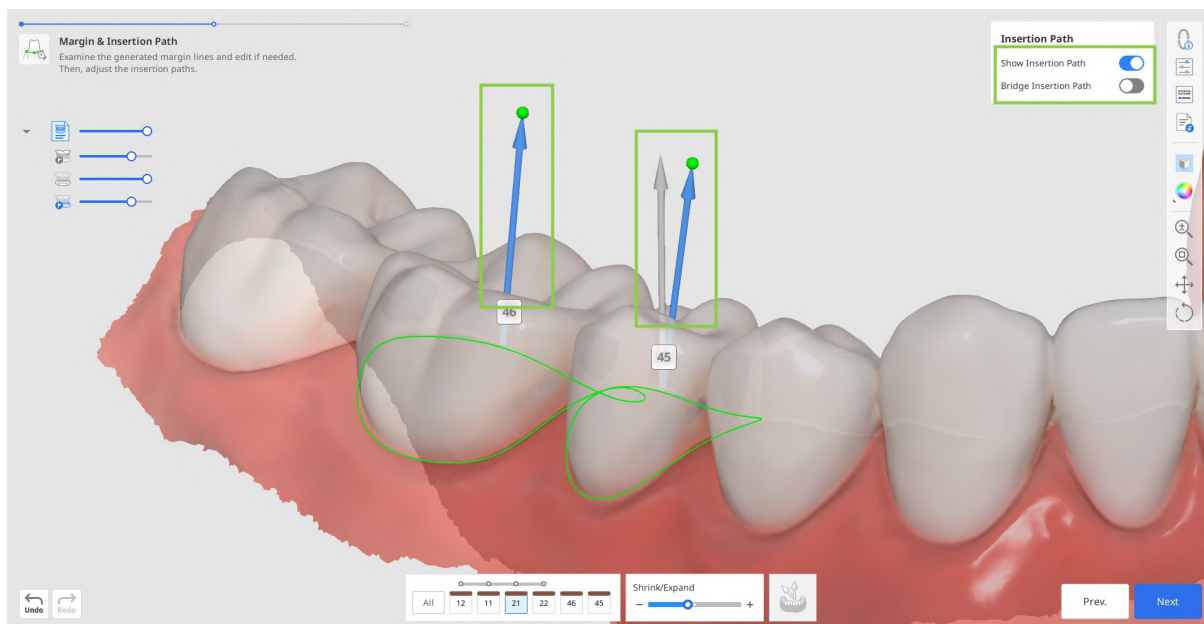 Margin & Insertion Path
Examine the generated margin lines and edit if needed.
Then, adjust the insertion paths.
Insertion Path
Show Insertion Path
Bridge Insertion Path
46
45
Shrink/Expand
All
12
11
21
22
46
45
− +
Undo
Redo
Prev.
Next